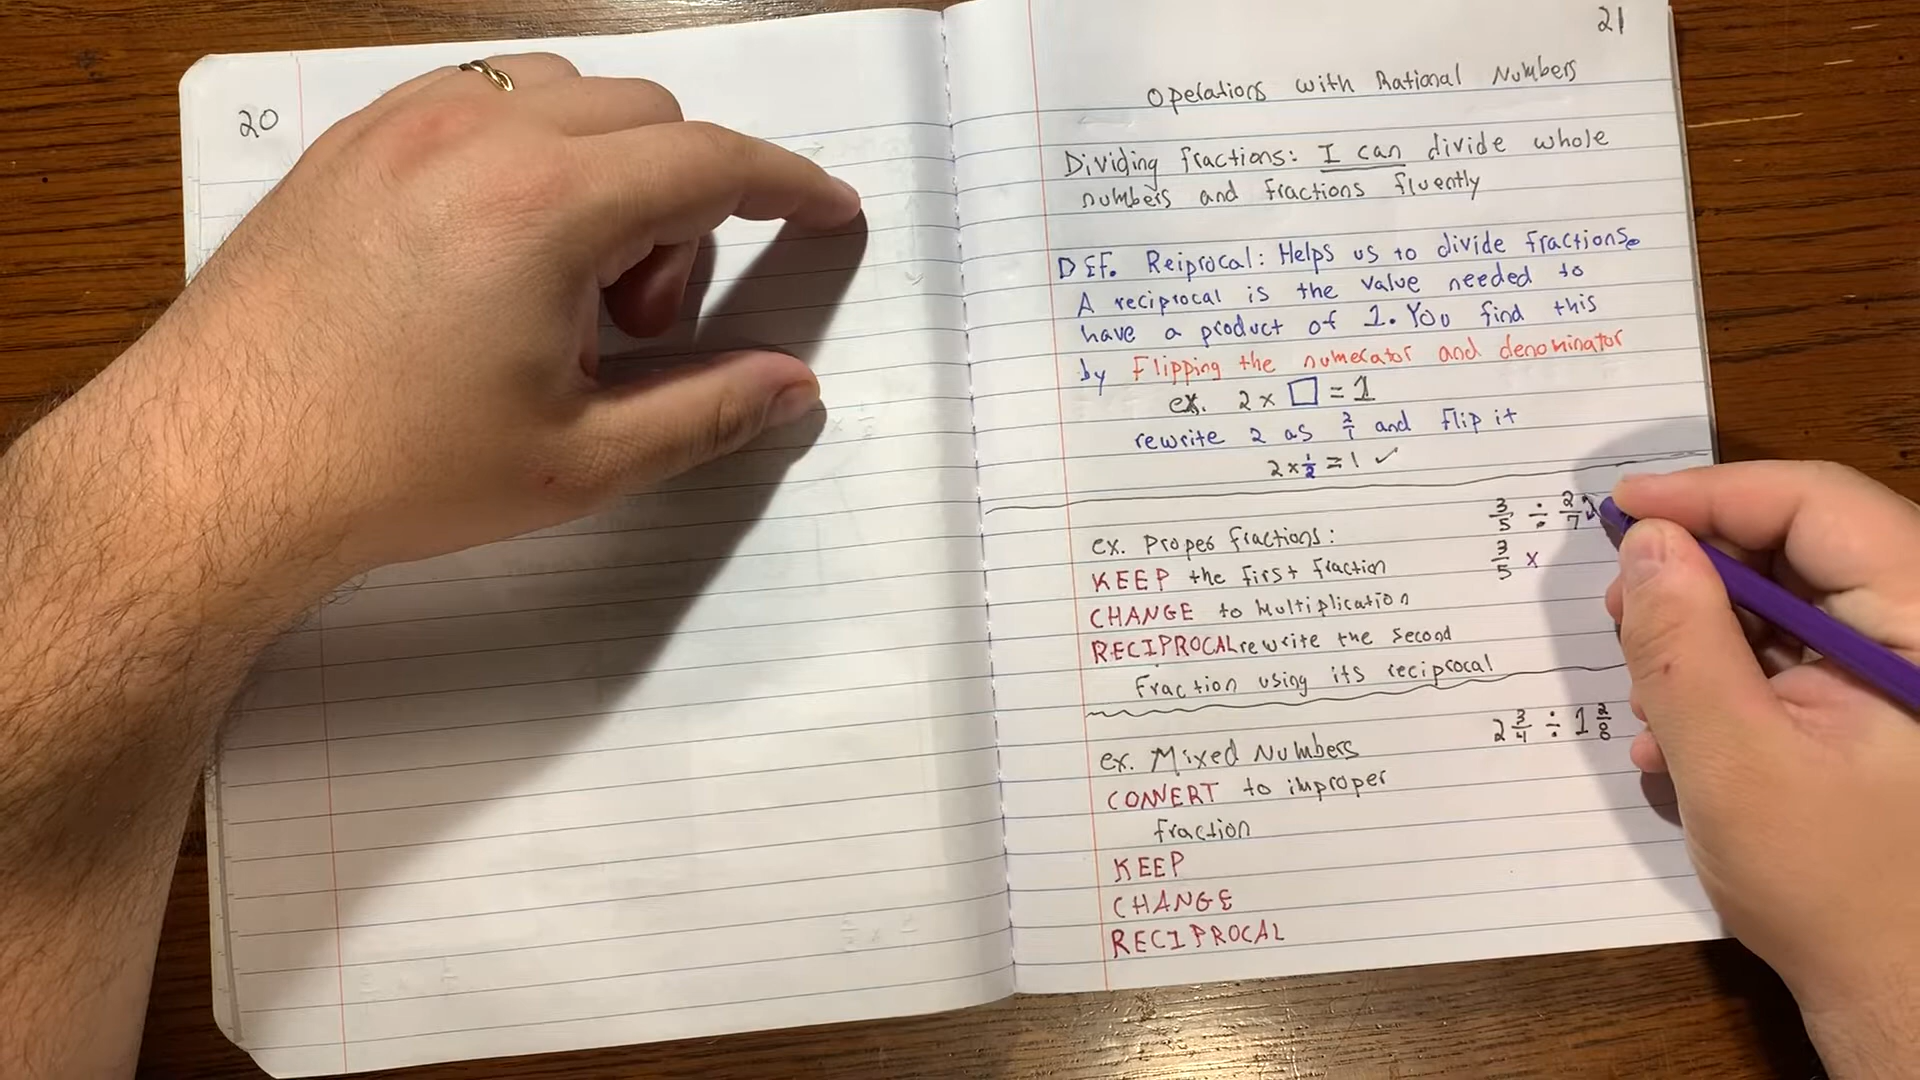 20
21
Operations with Rational Numbers
Dividing fractions: I can divide whole
numbers and fractions fluently
DEF. Reiprocal: Helps us to divide fractions.
A reciprocal is the value needed to
have a product of 1. You find this
by Flipping the numerator and denominator
ex. 2 x □ = 1
rewrite 2 as 2/1 and flip it
2 x 1/2 = 1 ✓
ex. Proper fractions:
3/5 ÷ 2/7
KEEP the first fraction
3/5 x
CHANGE to Multiplication
RECIPROCAL rewrite the second
fraction using its reciprocal
ex. Mixed Numbers
2 3/4 ÷ 1 2/8
CONVERT to improper
fraction
KEEP
CHANGE
RECIPROCAL